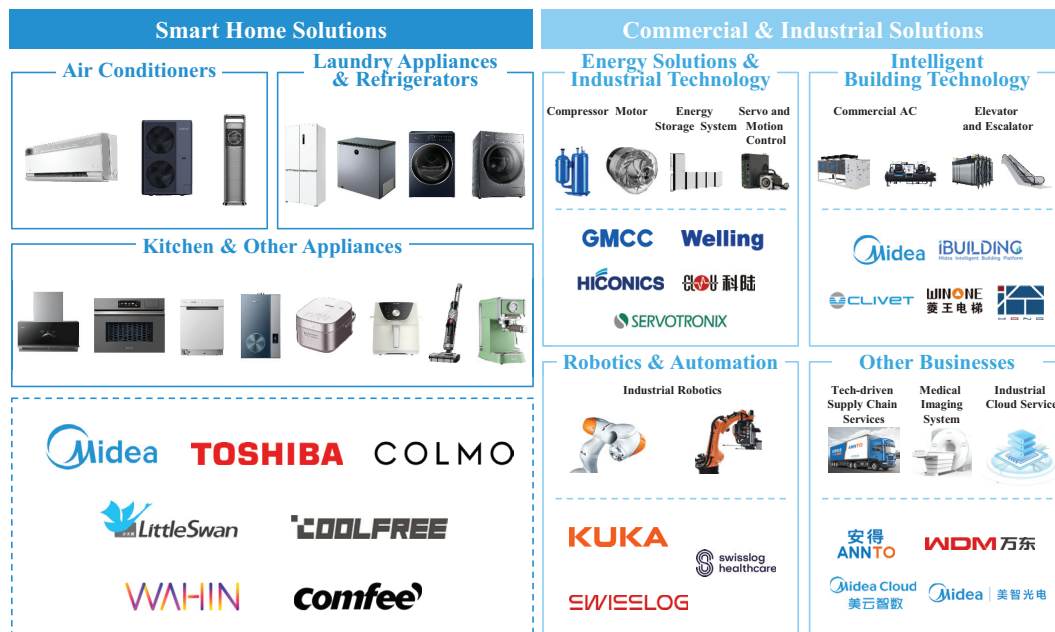 Smart Home Solutions
Commercial & Industrial Solutions
Air Conditioners
Laundry Appliances
& Refrigerators
Kitchen & Other Appliances
Midea
TOSHIBA
COLMO
LittleSwan
COOLFREE
WAHIN
comfee'
Energy Solutions &
Industrial Technology
Compressor
Motor
Energy
Storage System
Servo and
Motion
Control
GMCC
Welling
HICONICS
CLOU 科陆
SERVOTRONIX
Intelligent
Building Technology
Commercial AC
Elevator
and Escalator
Midea
iBUILDING
Midea Intelligent Building Platform
CLIVET
WINONE
菱王电梯
Robotics & Automation
Industrial Robotics
KUKA
swisslog
healthcare
SWISSLOG
Other Businesses
Tech-driven
Supply Chain
Services
Medical
Imaging
System
Industrial
Cloud Service
ANNTO
安得
ANNTO
WDM 万东
Midea Cloud
美云智数
Midea 美智光电